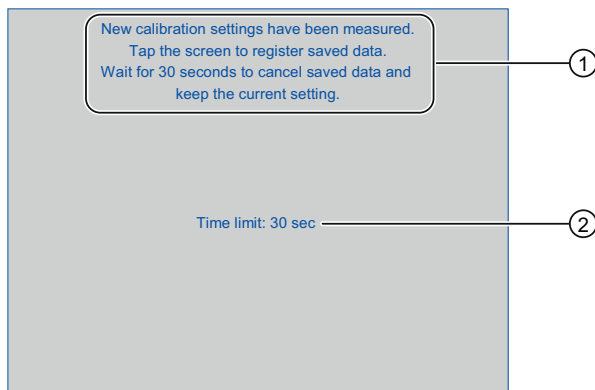 New calibration settings have been measured.
Tap the screen to register saved data.
Wait for 30 seconds to cancel saved data and
keep the current setting.
1
Time limit: 30 sec
2